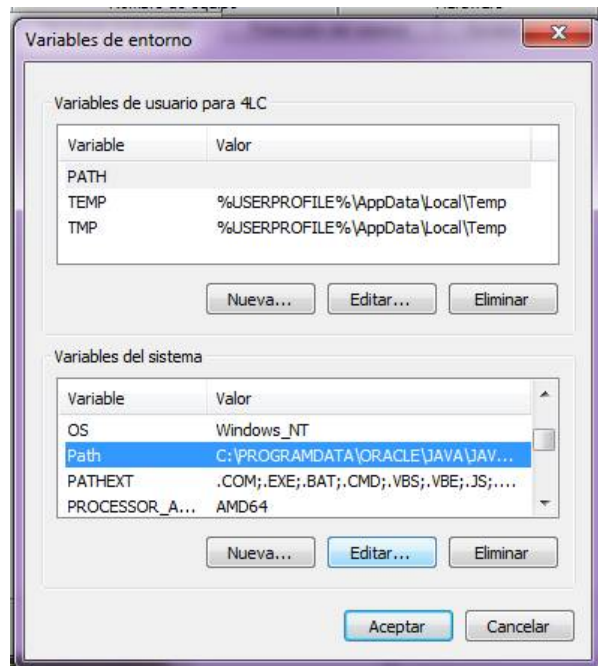 Variables de entorno
Variables de usuario para 4LC
Variable Valor
PATH
TEMP %USERPROFILE%\AppData\Local\Temp
TMP %USERPROFILE%\AppData\Local\Temp
Nueva... Editar... Eliminar
Variables del sistema
Variable Valor
OS Windows_NT
Path C:\PROGRAMDATA\ORACLE\JAVA\JAV...
PATHEXT .COM;.EXE;.BAT;.CMD;.VBS;.VBE;.JS;....
PROCESSOR_A... AMD64
Nueva... Editar... Eliminar
Aceptar Cancelar